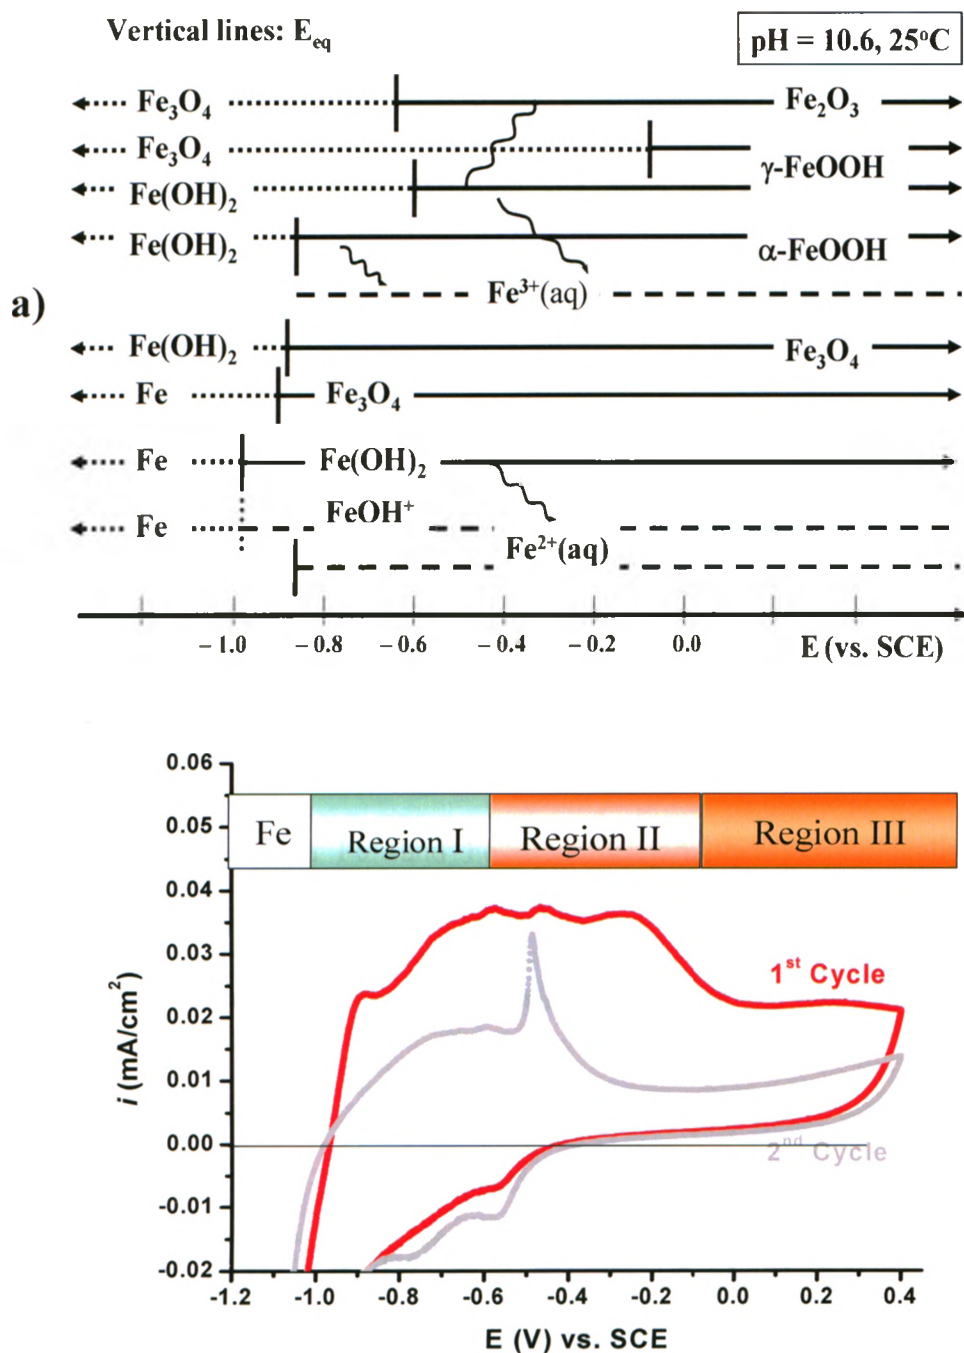 Vertical lines: E_eq
pH = 10.6, 25°C
Fe₃O₄ Fe₂O₃
Fe₃O₄
γ-FeOOH
Fe(OH)₂
Fe(OH)₂ α-FeOOH
a)
Fe³⁺(aq)
Fe(OH)₂ Fe₃O₄
Fe Fe₃O₄
Fe Fe(OH)₂
FeOH⁺
Fe
Fe²⁺(aq)
– 1.0 – 0.8 – 0.6 – 0.4 – 0.2 0.0 E (vs. SCE)
0.06
0.05
Fe Region I Region II Region III
0.04
0.03
1st Cycle
0.02
0.01
0.00
2nd Cycle
-0.01
-0.02
i (mA/cm²)
-1.2 -1.0 -0.8 -0.6 -0.4 -0.2 0.0 0.2 0.4
E (V) vs. SCE